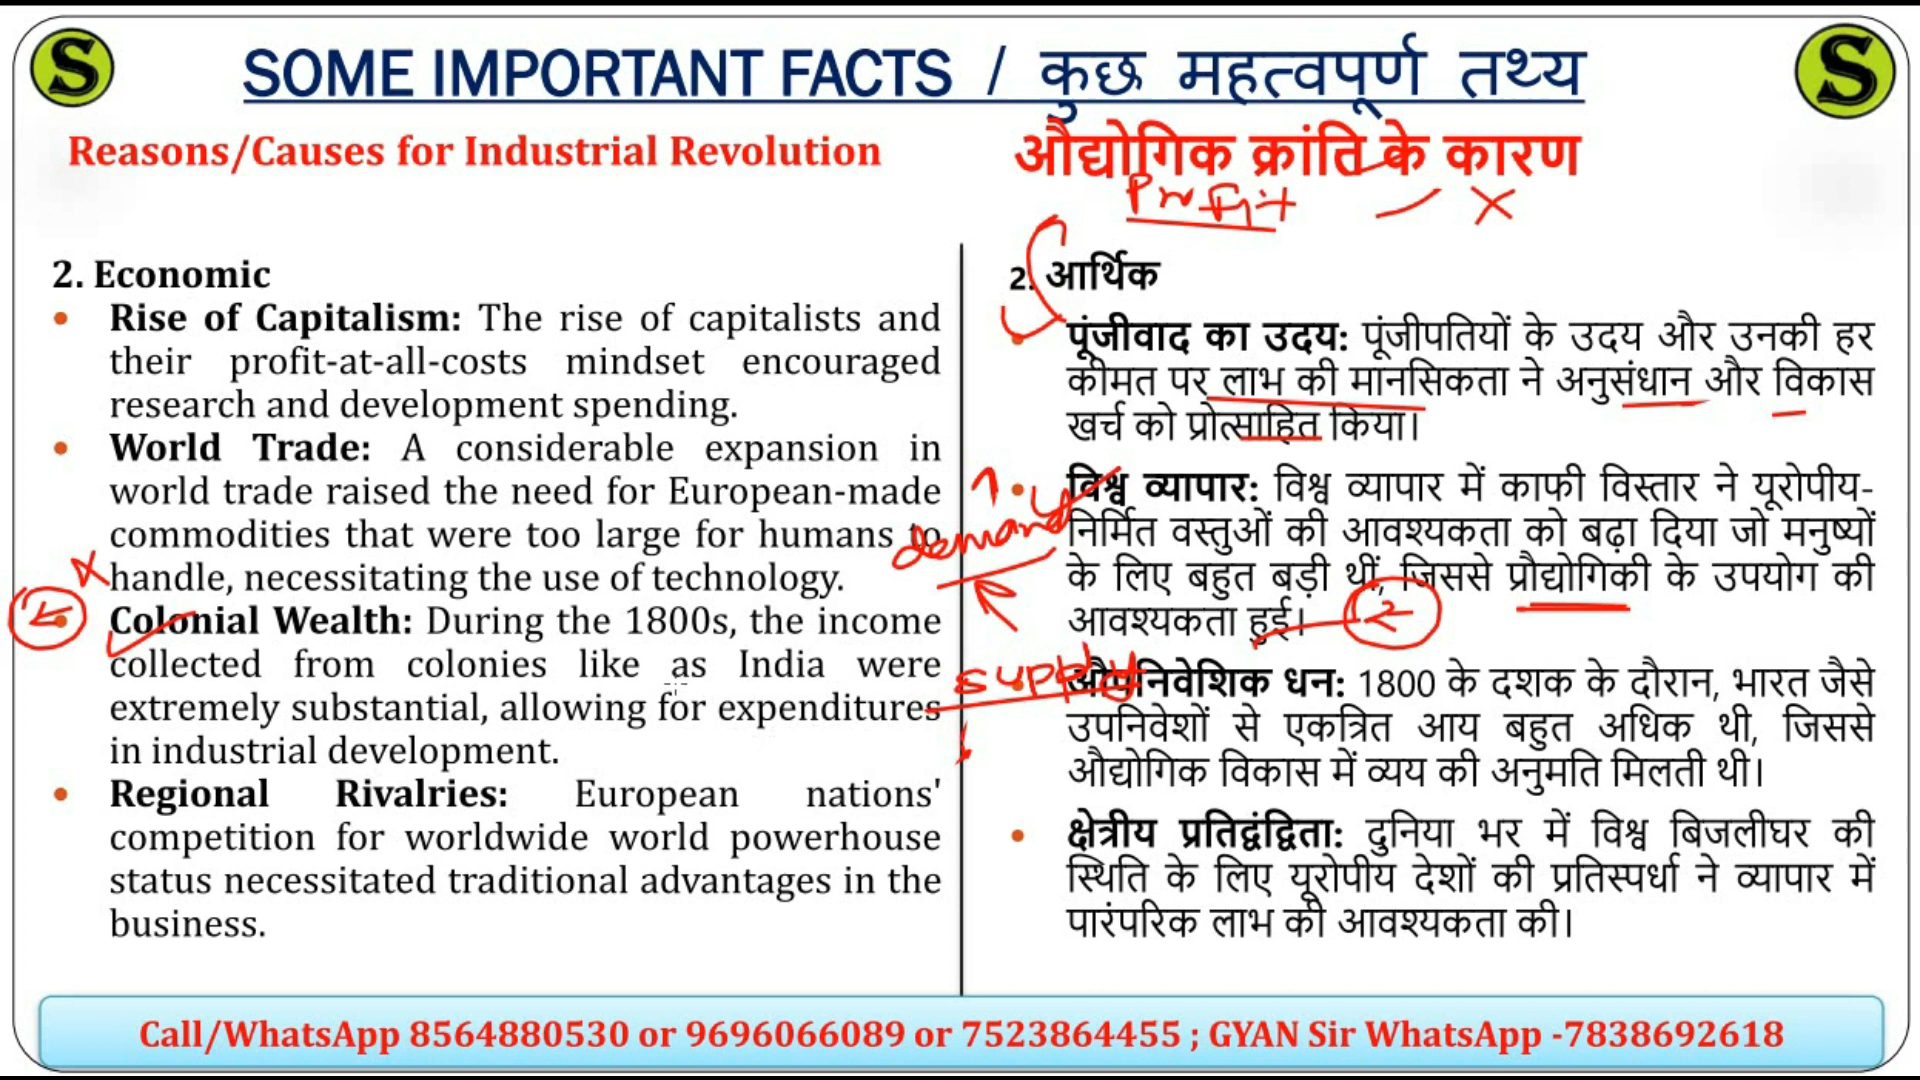 S
SOME IMPORTANT FACTS / कुछ महत्वपूर्ण तथ्य
S
Reasons/Causes for Industrial Revolution
2. Economic
• Rise of Capitalism: The rise of capitalists and
their profit-at-all-costs mindset encouraged
research and development spending.
• World Trade: A considerable expansion in
world trade raised the need for European-made
commodities that were too large for humans to
handle, necessitating the use of technology.
• Colonial Wealth: During the 1800s, the income
collected from colonies like as India were
extremely substantial, allowing for expenditures
in industrial development.
• Regional Rivalries: European nations'
competition for worldwide world powerhouse
status necessitated traditional advantages in the
business.
demand
supply
औद्योगिक क्रांति के कारण
Profit
2. आर्थिक
• पूंजीवाद का उदय: पूंजीपतियों के उदय और उनकी हर
कीमत पर लाभ की मानसिकता ने अनुसंधान और विकास
खर्च को प्रोत्साहित किया।
• विश्व व्यापार: विश्व व्यापार में काफी विस्तार ने यूरोपीय-
निर्मित वस्तुओं की आवश्यकता को बढ़ा दिया जो मनुष्यों
के लिए बहुत बड़ी थीं, जिससे प्रौद्योगिकी के उपयोग की
आवश्यकता हुई। 2
• औपनिवेशिक धन: 1800 के दशक के दौरान, भारत जैसे
उपनिवेशों से एकत्रित आय बहुत अधिक थी, जिससे
औद्योगिक विकास में व्यय की अनुमति मिलती थी।
• क्षेत्रीय प्रतिद्वंद्विता: दुनिया भर में विश्व बिजलीघर की
स्थिति के लिए यूरोपीय देशों की प्रतिस्पर्धा ने व्यापार में
पारंपरिक लाभ की आवश्यकता की।
Call/WhatsApp 8564880530 or 9696066089 or 7523864455 ; GYAN Sir WhatsApp -7838692618